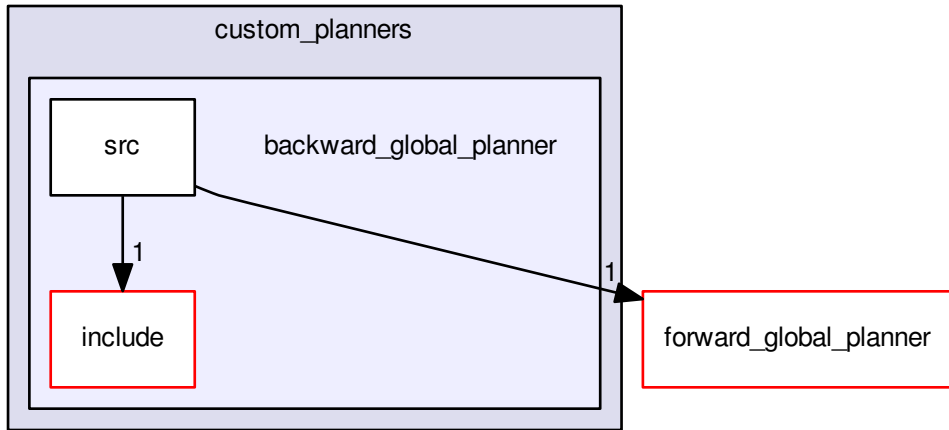 custom_planners
src
backward_global_planner
1
1
include
forward_global_planner